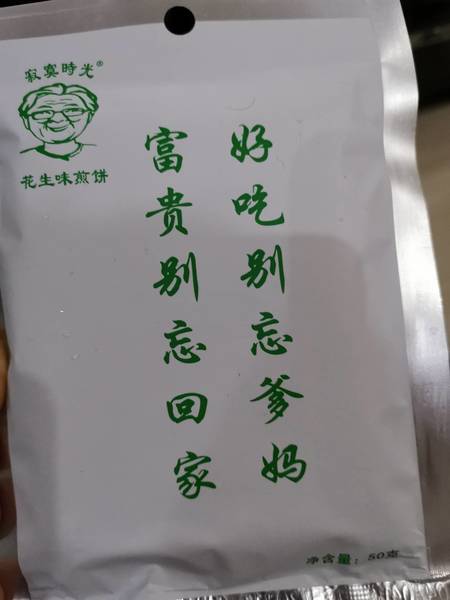 寂寞時光®
花生味煎饼
好吃别忘爹妈
富贵别忘回家
净含量：50克